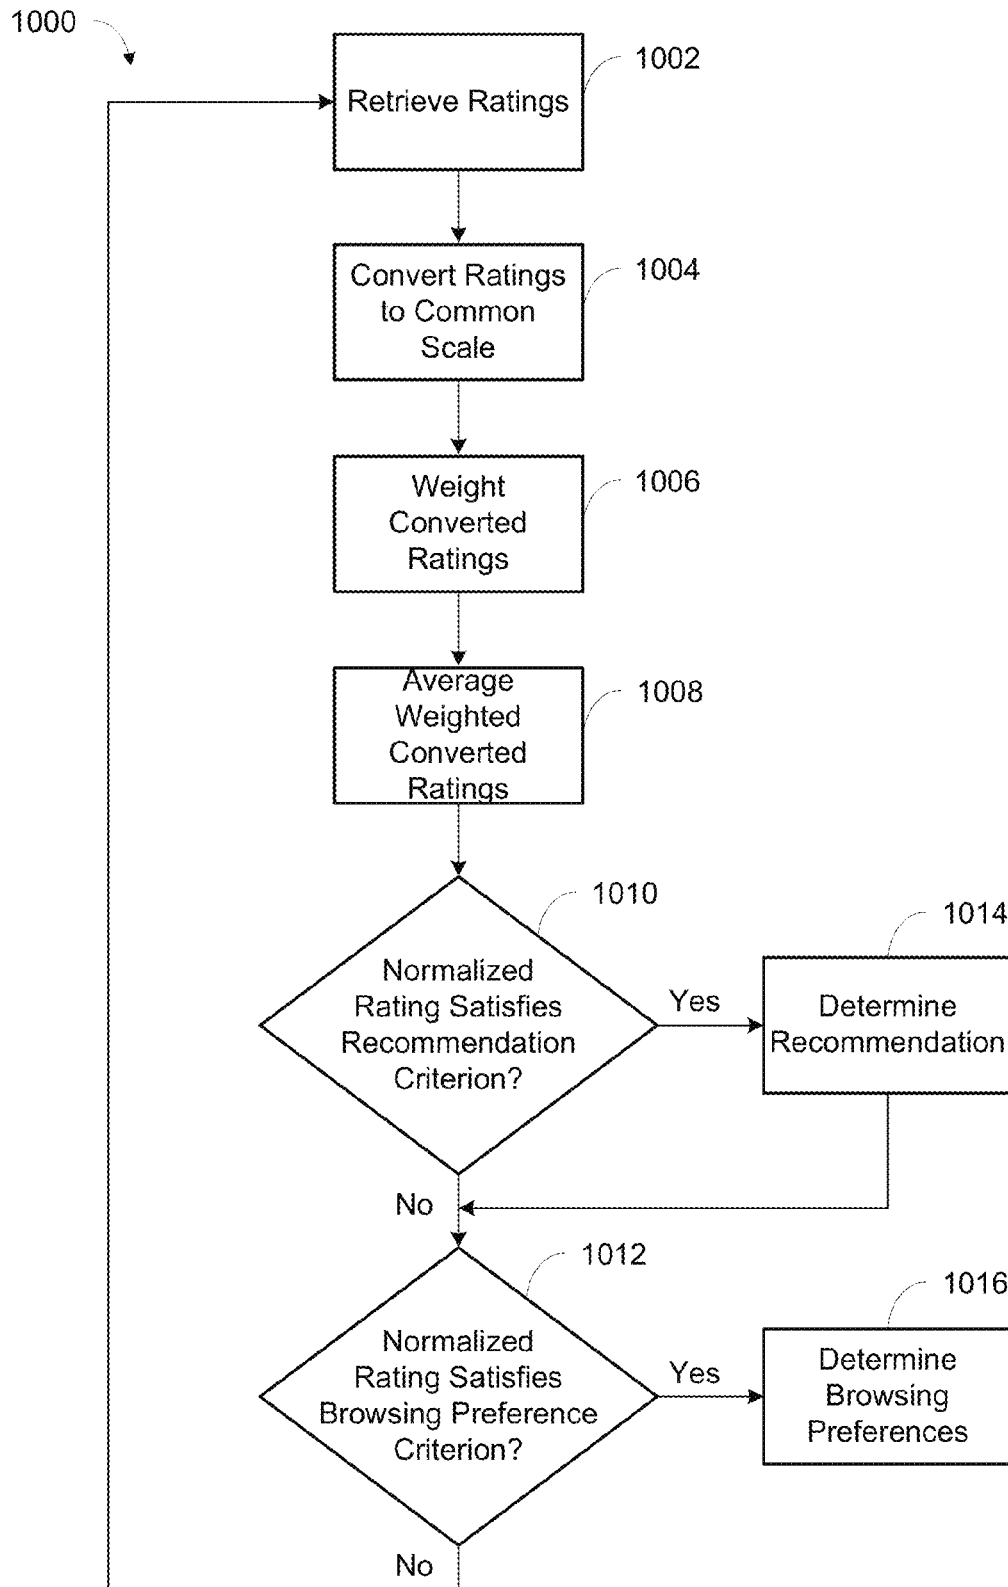 1000
1002
Retrieve Ratings
1004
Convert Ratings
to Common
Scale
1006
Weight
Converted
Ratings
1008
Average
Weighted
Converted
Ratings
1010
Normalized
Rating Satisfies
Recommendation
Criterion?
Yes
1014
Determine
Recommendation
No
1012
Normalized
Rating Satisfies
Browsing Preference
Criterion?
Yes
1016
Determine
Browsing
Preferences
No